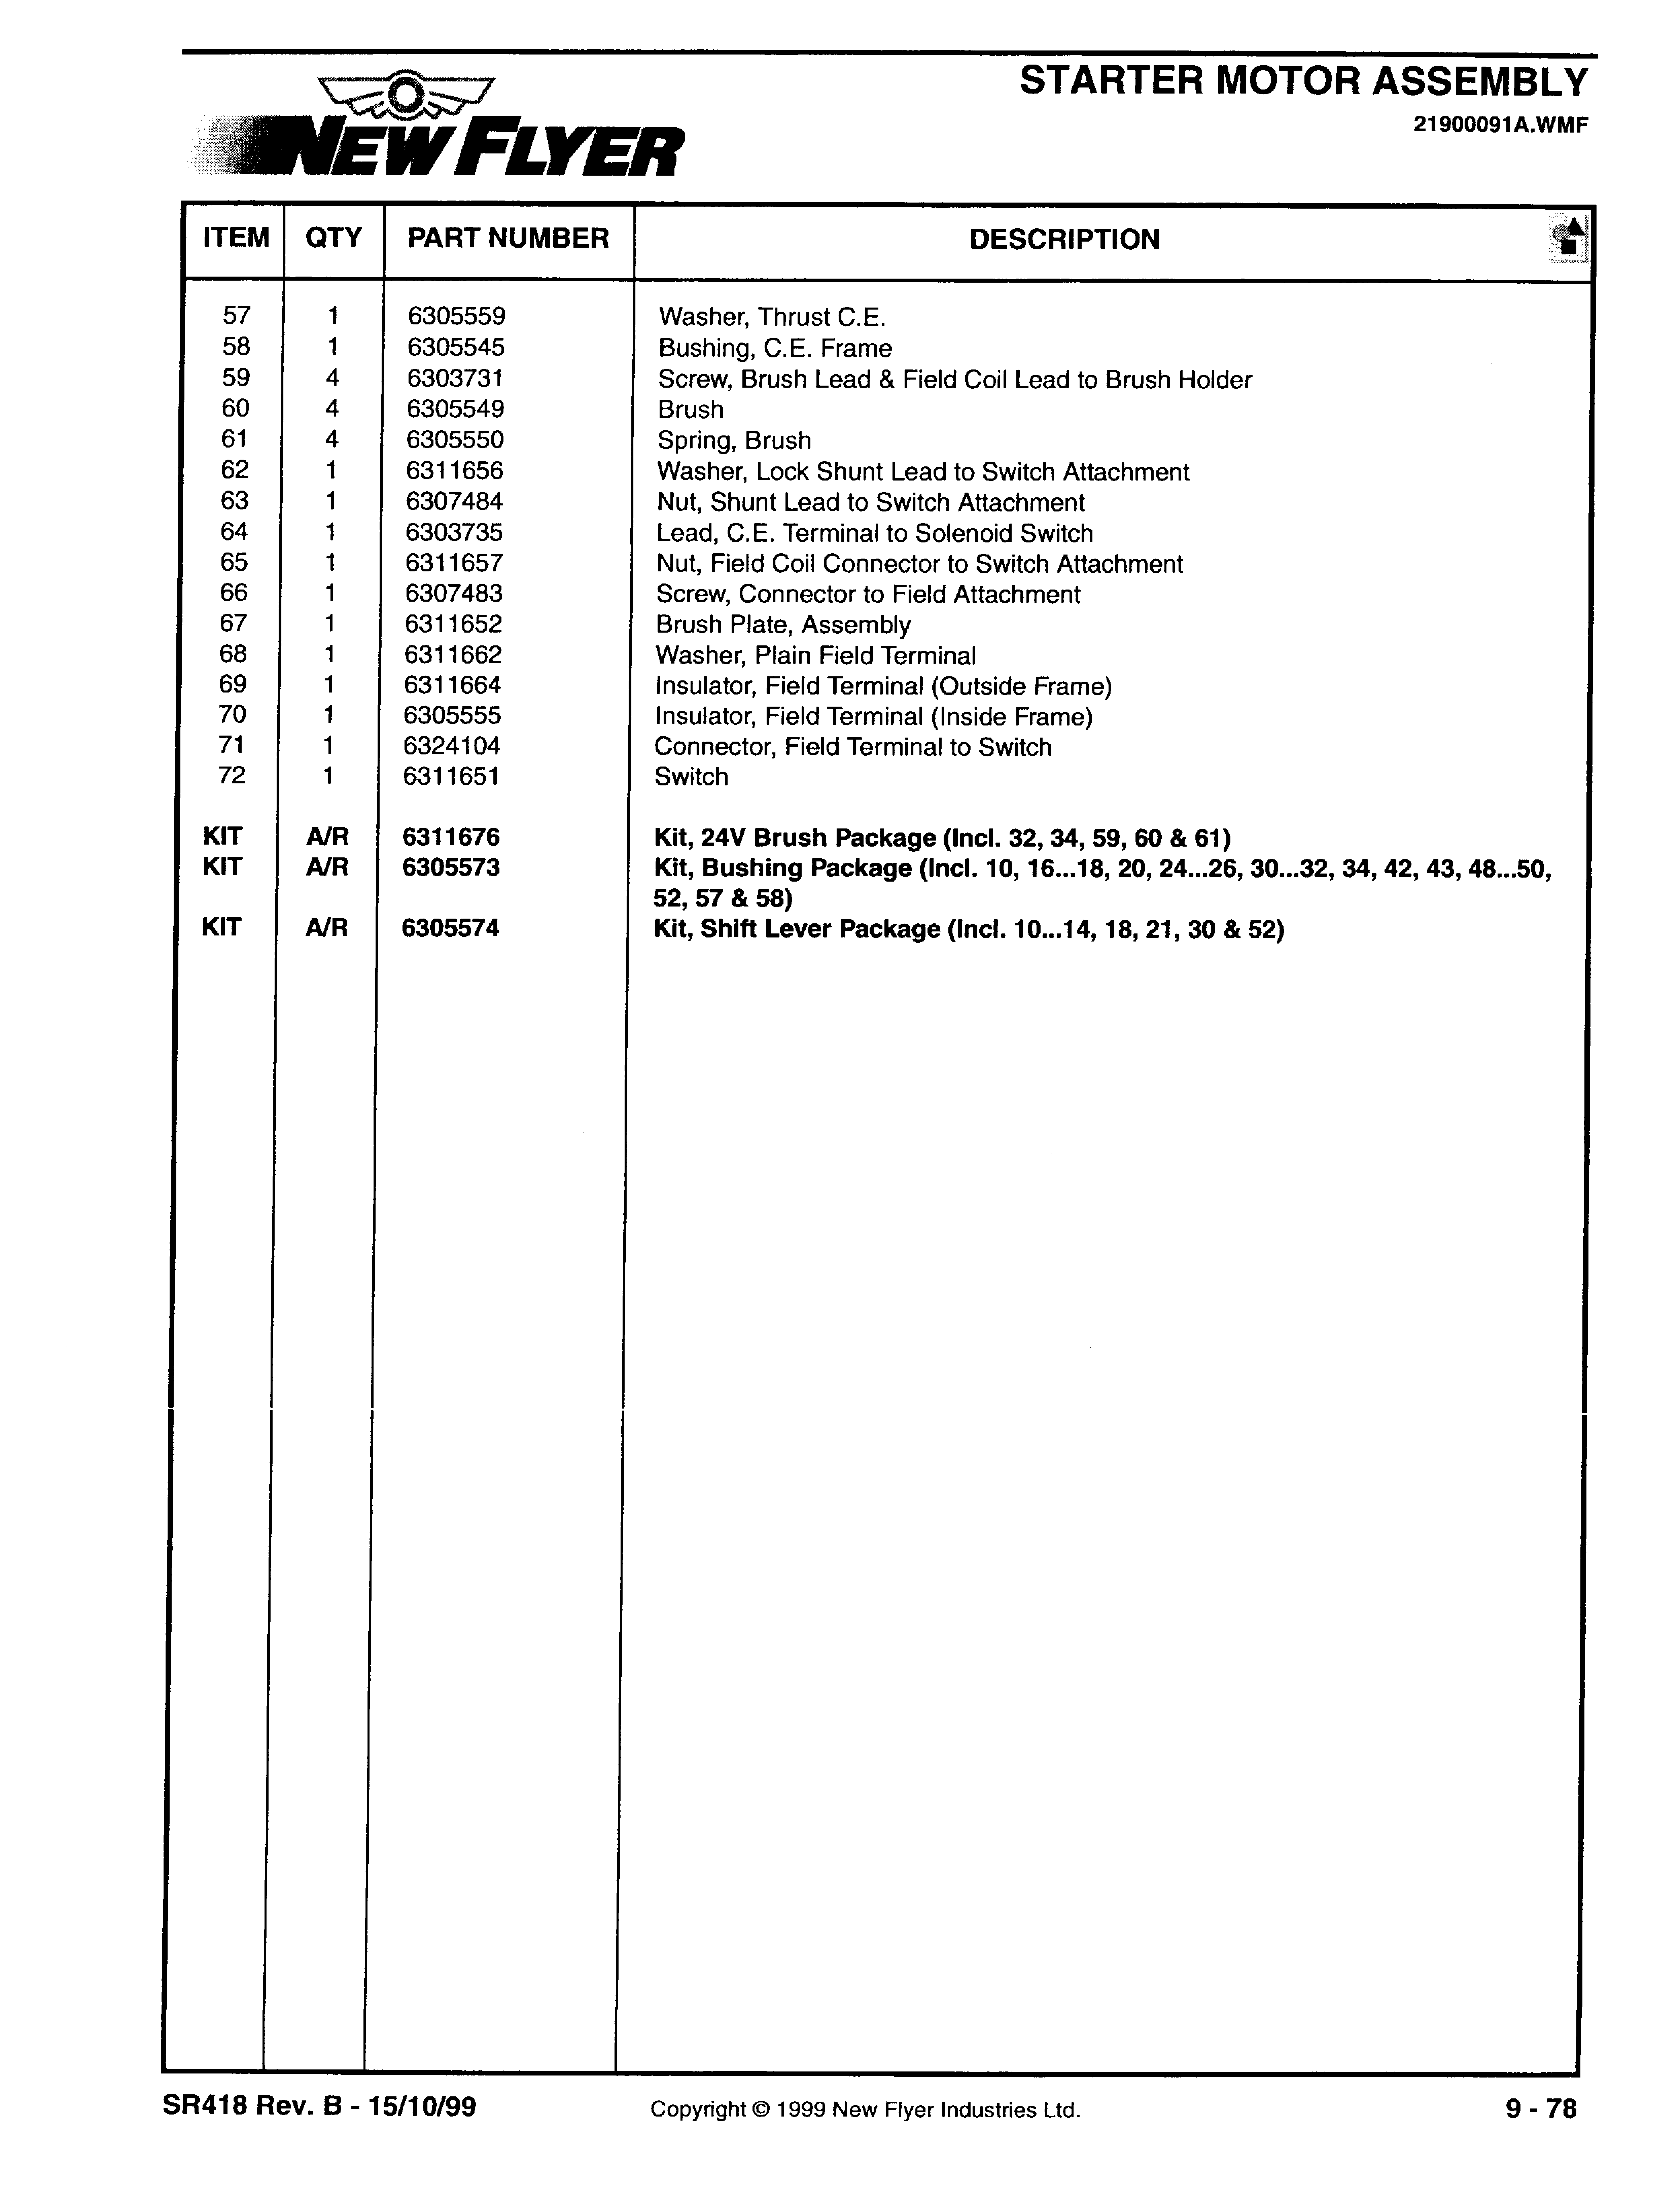 STARTER MOTOR ASSEMBLY
21900091A.WMF
NEW FLYER
ITEM QTY PART NUMBER DESCRIPTION
57 1 6305559 Washer, Thrust C.E.
58 1 6305545 Bushing, C.E. Frame
59 4 6303731 Screw, Brush Lead & Field Coil Lead to Brush Holder
60 4 6305549 Brush
61 4 6305550 Spring, Brush
62 1 6311656 Washer, Lock Shunt Lead to Switch Attachment
63 1 6307484 Nut, Shunt Lead to Switch Attachment
64 1 6303735 Lead, C.E. Terminal to Solenoid Switch
65 1 6311657 Nut, Field Coil Connector to Switch Attachment
66 1 6307483 Screw, Connector to Field Attachment
67 1 6311652 Brush Plate, Assembly
68 1 6311662 Washer, Plain Field Terminal
69 1 6311664 Insulator, Field Terminal (Outside Frame)
70 1 6305555 Insulator, Field Terminal (Inside Frame)
71 1 6324104 Connector, Field Terminal to Switch
72 1 6311651 Switch
KIT A/R 6311676 Kit, 24V Brush Package (Incl. 32, 34, 59, 60 & 61)
KIT A/R 6305573 Kit, Bushing Package (Incl. 10, 16...18, 20, 24...26, 30...32, 34, 42, 43, 48...50,
52, 57 & 58)
KIT A/R 6305574 Kit, Shift Lever Package (Incl. 10...14, 18, 21, 30 & 52)
SR418 Rev. B - 15/10/99 Copyright © 1999 New Flyer Industries Ltd. 9 - 78